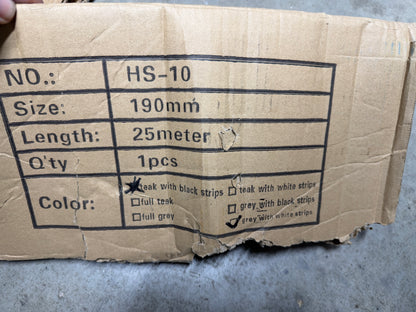 NO.: HS-10
Size: 190mm
Length: 25meter
Q'ty 1pcs
Color: teak with black strips teak with white strips
full teak grey with black strips
full grey grey with white strips